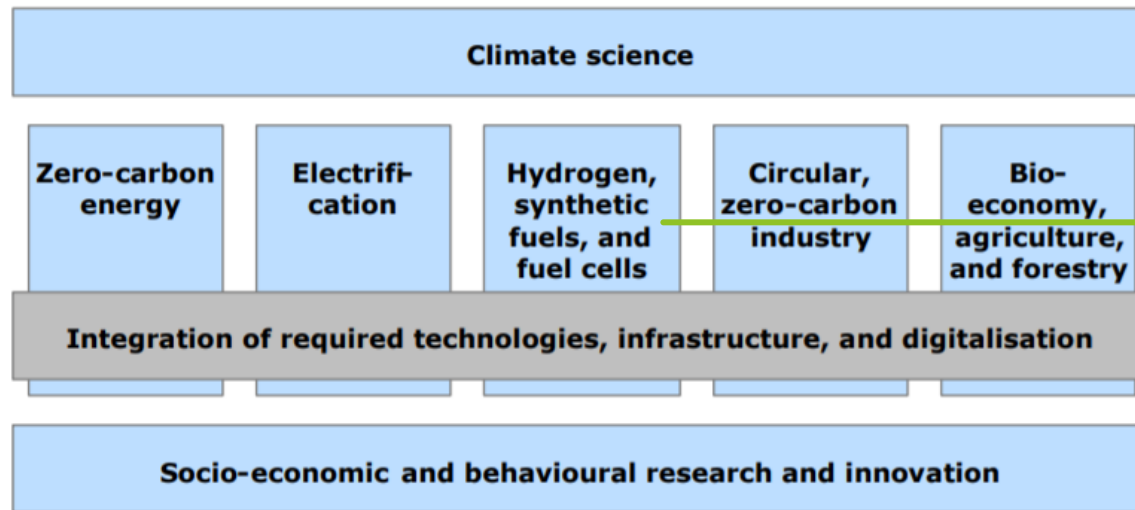 Climate science
Zero-carbon
energy
Electrifi-
cation
Hydrogen,
synthetic
fuels, and
fuel cells
Circular,
zero-carbon
industry
Bio-
economy,
agriculture,
and forestry
Integration of required technologies, infrastructure, and digitalisation
Socio-economic and behavioural research and innovation